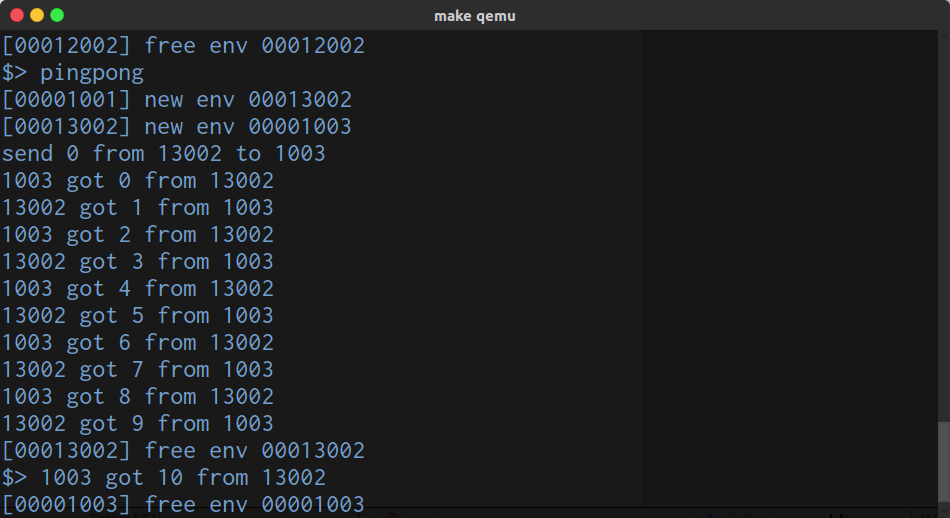 make qemu
[00012002] free env 00012002
$> pingpong
[00001001] new env 00013002
[00013002] new env 00001003
send 0 from 13002 to 1003
1003 got 0 from 13002
13002 got 1 from 1003
1003 got 2 from 13002
13002 got 3 from 1003
1003 got 4 from 13002
13002 got 5 from 1003
1003 got 6 from 13002
13002 got 7 from 1003
1003 got 8 from 13002
13002 got 9 from 1003
[00013002] free env 00013002
$> 1003 got 10 from 13002
[00001003] free env 00001003